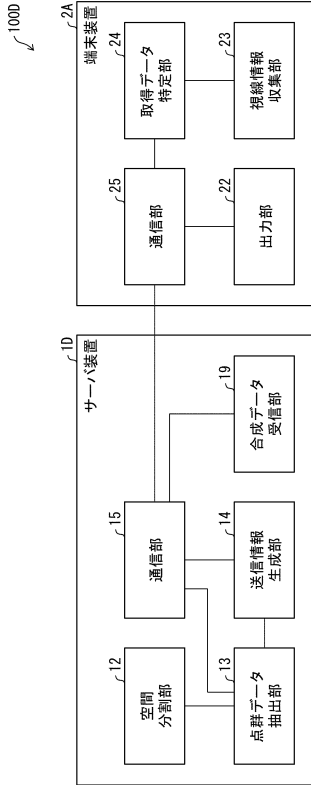 100D
1D
サーバ装置
12
空間
分割部
15
通信部
13
点群データ
抽出部
14
送信情報
生成部
19
合成データ
受信部
2A
端末装置
25
通信部
24
取得データ
特定部
22
出力部
23
視線情報
収集部